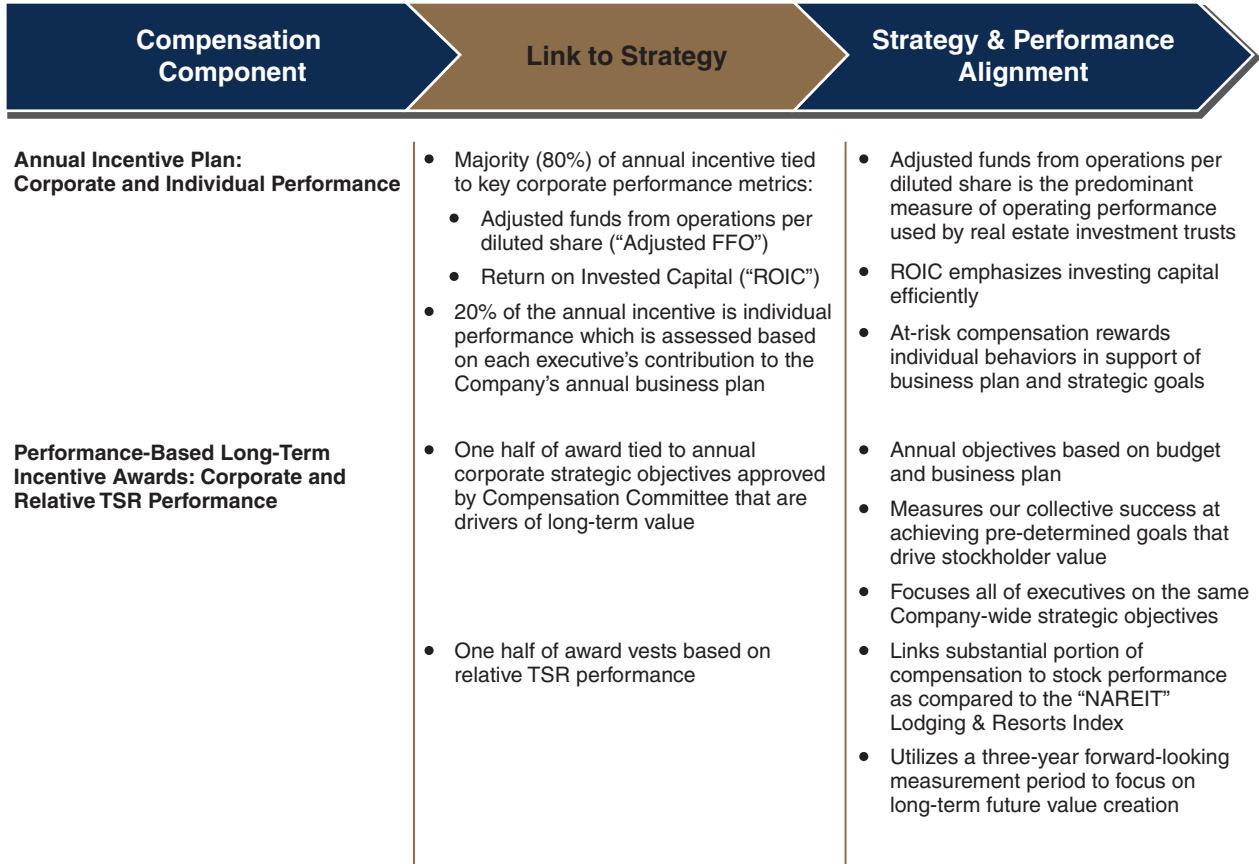 Compensation
Component
Link to Strategy
Strategy & Performance
Alignment
Annual Incentive Plan:
Corporate and Individual Performance
● Majority (80%) of annual incentive tied
to key corporate performance metrics:
● Adjusted funds from operations per
diluted share (“Adjusted FFO”)
● Return on Invested Capital (“ROIC”)
● 20% of the annual incentive is individual
performance which is assessed based
on each executive’s contribution to the
Company’s annual business plan
● Adjusted funds from operations per
diluted share is the predominant
measure of operating performance
used by real estate investment trusts
● ROIC emphasizes investing capital
efficiently
● At-risk compensation rewards
individual behaviors in support of
business plan and strategic goals
Performance-Based Long-Term
Incentive Awards: Corporate and
Relative TSR Performance
● One half of award tied to annual
corporate strategic objectives approved
by Compensation Committee that are
drivers of long-term value
● One half of award vests based on
relative TSR performance
● Annual objectives based on budget
and business plan
● Measures our collective success at
achieving pre-determined goals that
drive stockholder value
● Focuses all of executives on the same
Company-wide strategic objectives
● Links substantial portion of
compensation to stock performance
as compared to the “NAREIT”
Lodging & Resorts Index
● Utilizes a three-year forward-looking
measurement period to focus on
long-term future value creation